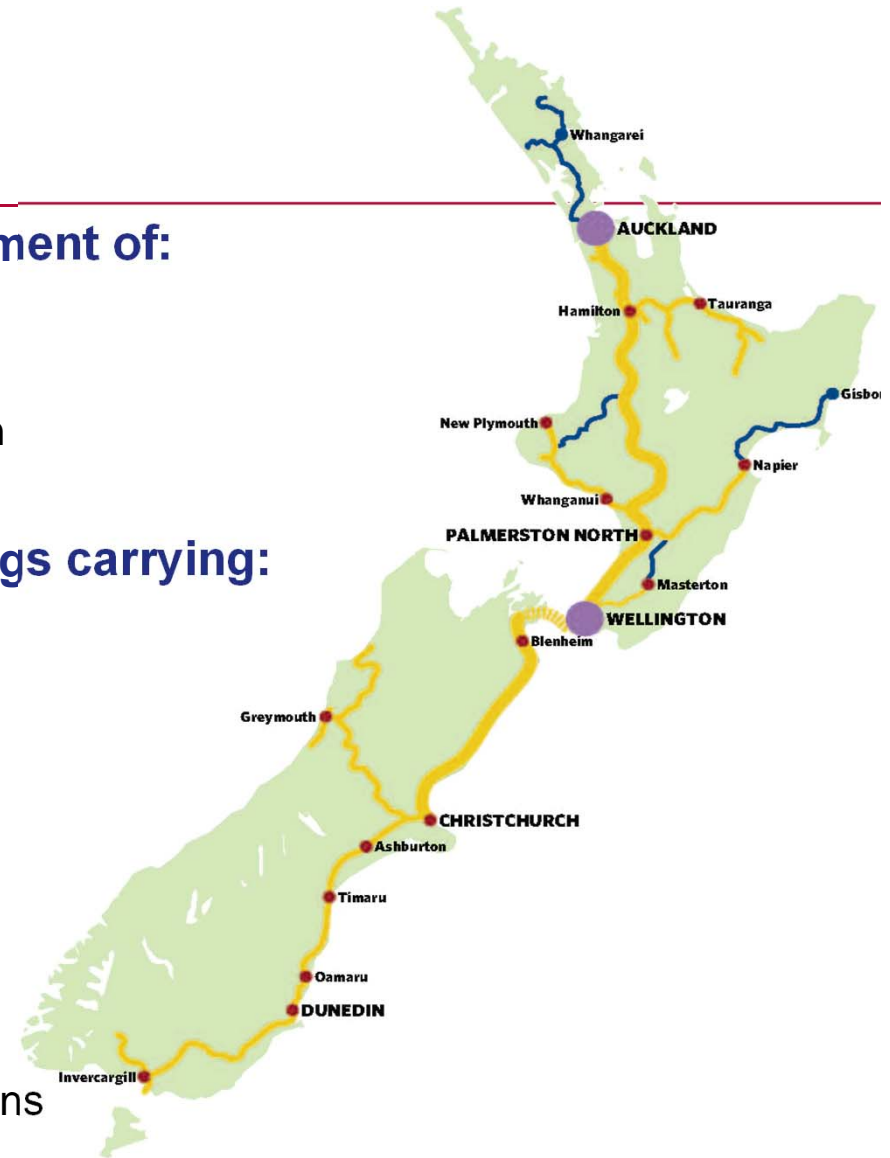 Whangarei
AUCKLAND
ment of:
Hamilton
Tauranga
Gisbor
New Plymouth
Napier
Whanganui
PALMERSTON NORTH
gs carrying:
Masterton
WELLINGTON
Blenheim
Greymouth
CHRISTCHURCH
Ashburton
Timaru
Oamaru
DUNEDIN
Invercargill
ns